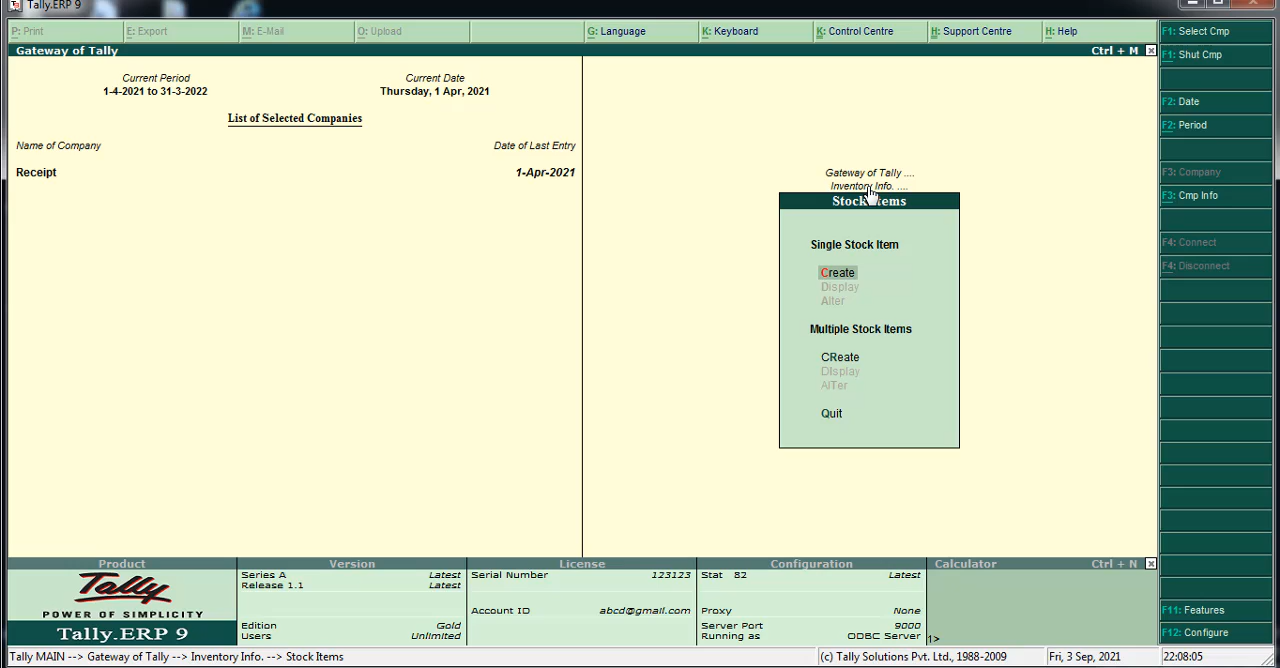 Tally.ERP 9
P: Print E: Export M: E-Mail O: Upload G: Language K: Keyboard K: Control Centre H: Support Centre H: Help
Gateway of Tally Ctrl + M
Current Period Current Date
1-4-2021 to 31-3-2022 Thursday, 1 Apr, 2021
List of Selected Companies
Name of Company Date of Last Entry
Receipt 1-Apr-2021
Gateway of Tally ....
Inventory Info. ....
Stock Items
Single Stock Item
Create
Display
Alter
Multiple Stock Items
CReate
DIsplay
AlTer
Quit
F1: Select Cmp
F1: Shut Cmp
F2: Date
F2: Period
F3: Company
F3: Cmp Info
F4: Connect
F4: Disconnect
F11: Features
F12: Configure
Product Version License Configuration Calculator Ctrl + N
Tally
POWER OF SIMPLICITY
Tally.ERP 9
Series A Latest
Release 1.1 Latest
Edition Gold
Users Unlimited
Serial Number 123123
Account ID abcd@gmail.com
Stat 82 Latest
Proxy None
Server Port 9000
Running as ODBC Server
1>
Tally MAIN --> Gateway of Tally --> Inventory Info. --> Stock Items (c) Tally Solutions Pvt. Ltd., 1988-2009 Fri, 3 Sep, 2021 22:08:05